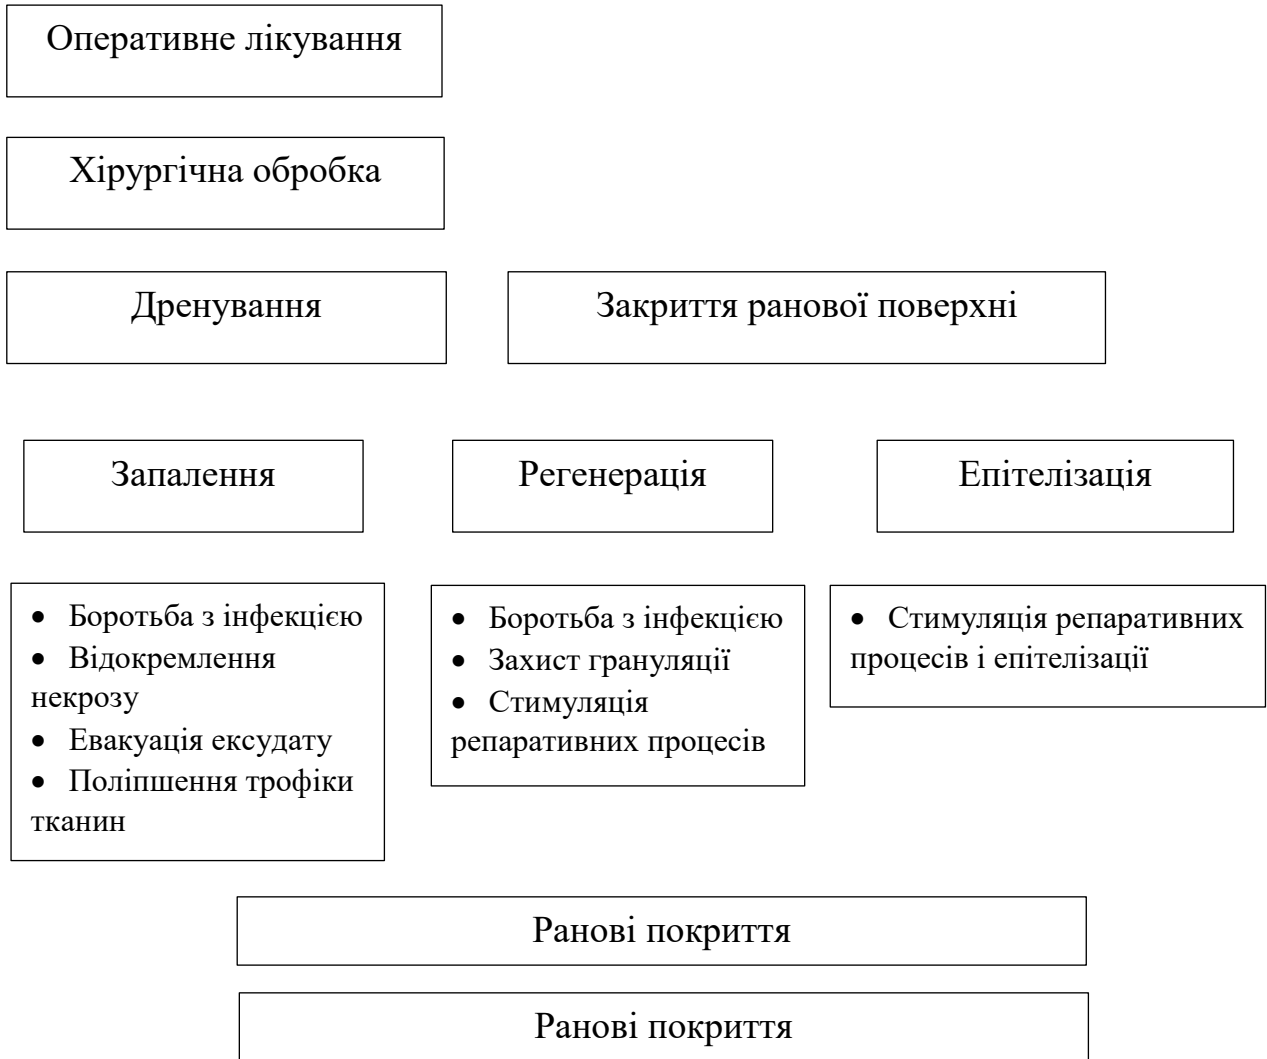 Оперативне лікування
Хірургічна обробка
Дренування
Закриття ранової поверхні
Запалення
Регенерація
Епітелізація
• Боротьба з інфекцією
• Відокремлення
некрозу
• Евакуація ексудату
• Поліпшення трофіки
тканин
• Боротьба з інфекцією
• Захист грануляції
• Стимуляція
репаративних процесів
• Стимуляція репаративних
процесів і епітелізації
Ранові покриття
Ранові покриття